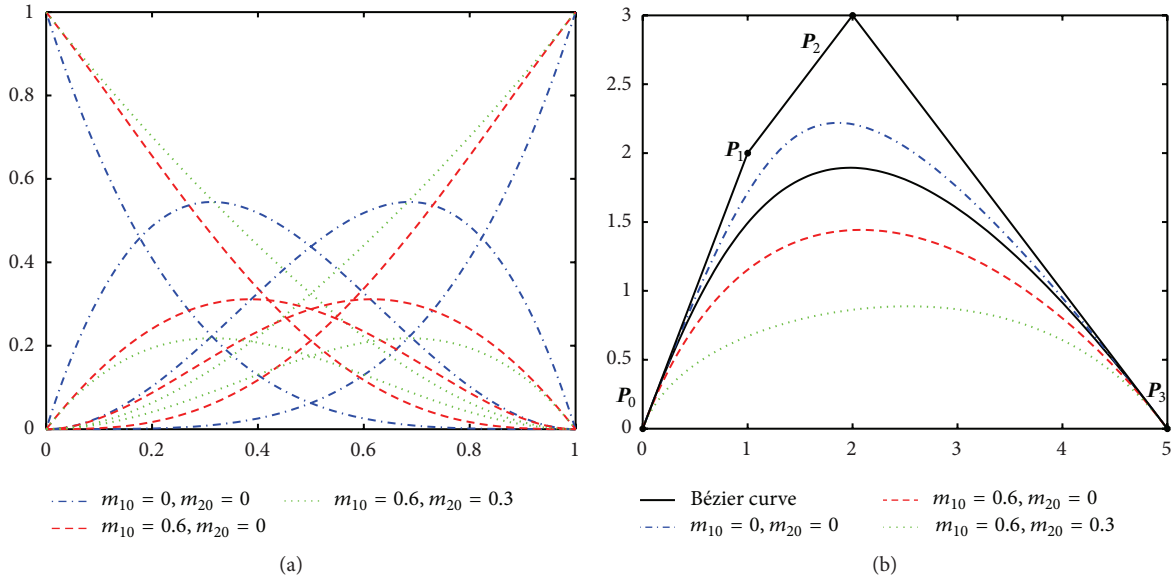 1
0.8
0.6
0.4
0.2
0
0.2
0.4
0.6
0.8
1
m10 = 0, m20 = 0
m10 = 0.6, m20 = 0.3
m10 = 0.6, m20 = 0
(a)
3
2.5
2
1.5
1
0.5
0
P2
P1
P0
P3
0
1
2
3
4
5
Bézier curve
m10 = 0.6, m20 = 0
m10 = 0, m20 = 0
m10 = 0.6, m20 = 0.3
(b)